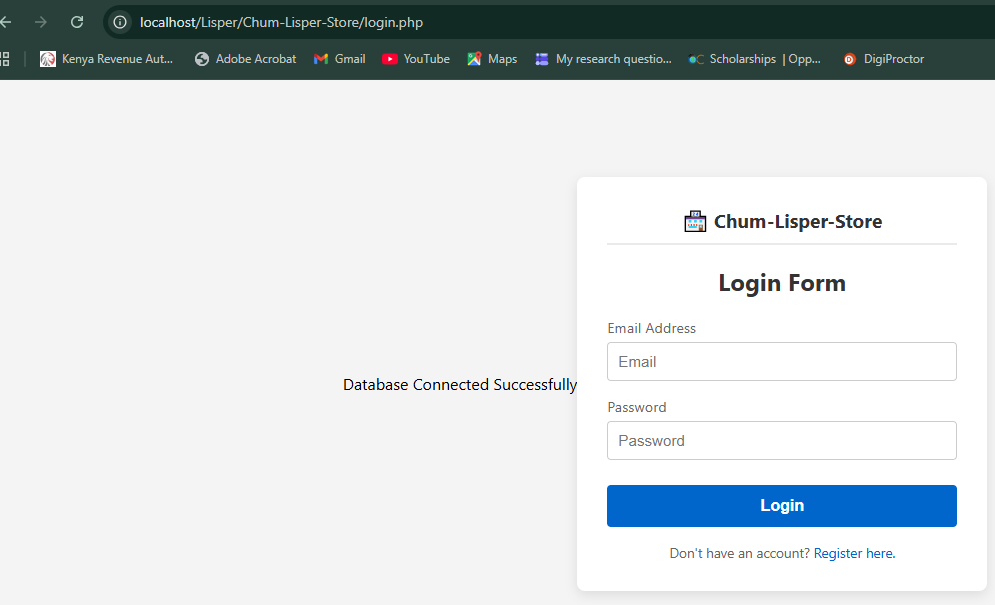 localhost/Lisper/Chum-Lisper-Store/login.php
Kenya Revenue Aut... Adobe Acrobat Gmail YouTube Maps My research questio... Scholarships | Opp... DigiProctor
Chum-Lisper-Store
Login Form
Email Address
Email
Database Connected Successfully
Password
Password
Login
Don't have an account? Register here.